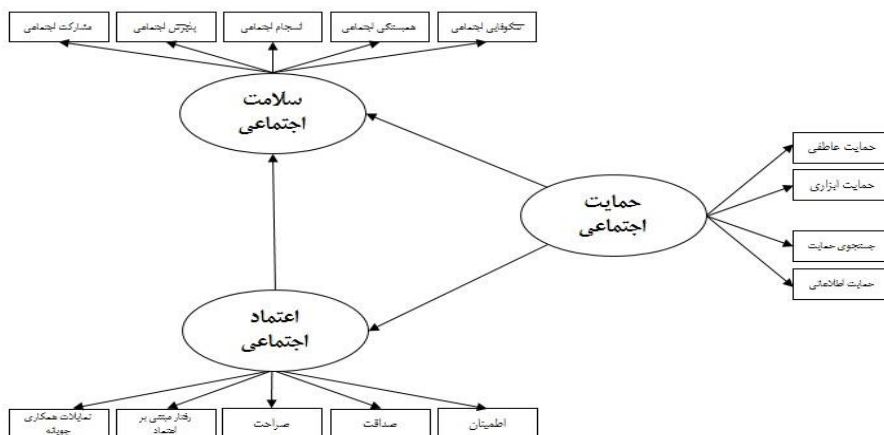 شکوفایی اجتماعی
همبستگی اجتماعی
انسجام اجتماعی
پذیرش اجتماعی
مشارکت اجتماعی
سلامت
اجتماعی
حمایت عاطفی
حمایت ابزاری
حمایت
اجتماعی
جستجوی حمایت
حمایت اطلاعاتی
اعتماد
اجتماعی
اطمینان
صداقت
صراحت
رفتار مبتنی بر
اعتماد
تمایلات همکاری
جویانه